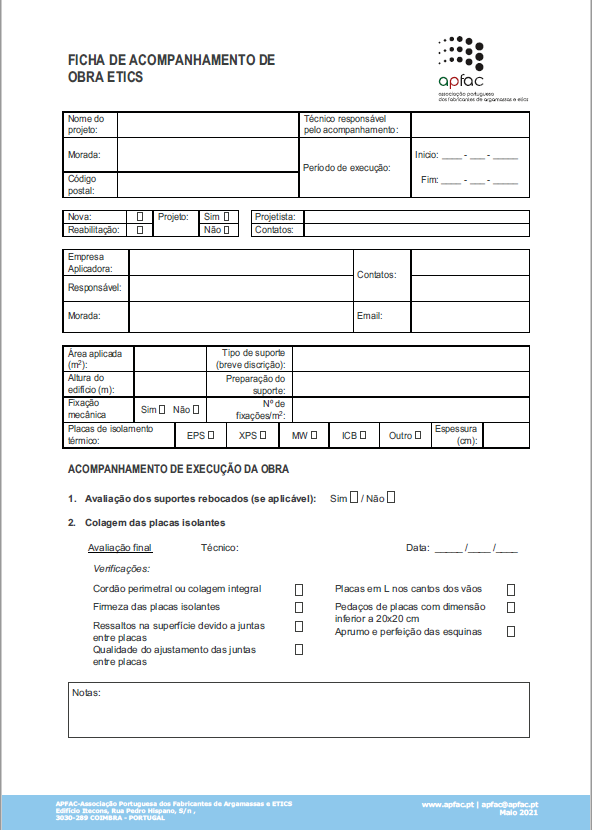 FICHA DE ACOMPANHAMENTO DE
OBRA ETICS
apfac
associação portuguesa
dos fabricantes de argamassas e etics
Nome do
projeto:
Técnico responsável
pelo acompanhamento:
Morada:
Período de execução:
Inicio: ____ - ___ - _____
Fim: ____ - ___ - _____
Código
postal:
Nova: ☐ Projeto: Sim ☐ Projetista:
Reabilitação: ☐ Não ☐ Contatos:
Empresa
Aplicadora:
Contatos:
Responsável:
Morada:
Email:
Área aplicada
(m²):
Tipo de suporte
(breve discrição):
Altura do
edifício (m):
Preparação do
suporte:
Fixação
mecânica
Sim ☐ Não ☐
Nº de
fixações/m²:
Placas de isolamento
térmico:
EPS ☐ XPS ☐ MW ☐ ICB ☐ Outro ☐
Espessura
(cm):
ACOMPANHAMENTO DE EXECUÇÃO DA OBRA
1. Avaliação dos suportes rebocados (se aplicável): Sim ☐ / Não ☐
2. Colagem das placas isolantes
Avaliação final Técnico: Data: _____ /____ /____
Verificações:
Cordão perimetral ou colagem integral ☐
Firmeza das placas isolantes ☐
Ressaltos na superfície devido a juntas
entre placas ☐
Qualidade do ajustamento das juntas
entre placas ☐
Placas em L nos cantos dos vãos ☐
Pedaços de placas com dimensão
inferior a 20x20 cm ☐
Aprumo e perfeição das esquinas ☐
Notas:
APFAC-Associação Portuguesa dos Fabricantes de Argamassas e ETICS
Edifício Itecons, Rua Pedro Hispano, S/n ,
3030-289 COIMBRA - PORTUGAL
www.apfac.pt | apfac@apfac.pt
Maio 2021